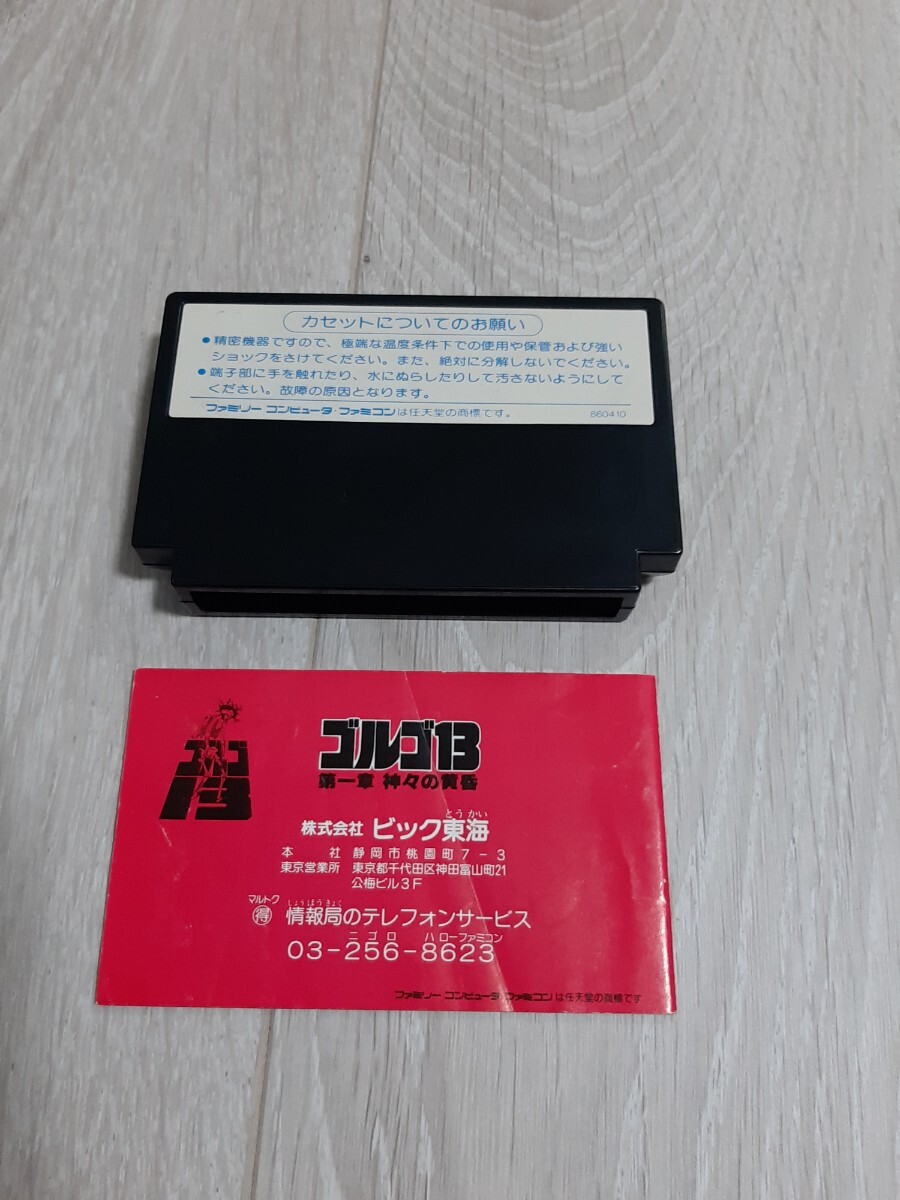 カセットについてのお願い
●精密機器ですので、極端な温度条件下での使用や保管および強い
ショックをさけてください。また、絶対に分解しないでください。
●端子部に手を触れたり、水にぬらしたりして汚さないようにして
ください。故障の原因となります。
ファミリー コンピュータ・ファミコンは任天堂の商標です。 860410
ゴルゴ
13
ゴルゴ13
第一章 神々の黄昏
とうかい
株式会社 ビック東海
本社 静岡市桃園町7-3
東京営業所 東京都千代田区神田富山町21
公梅ビル3F
マルトク じょうほうきょく
得 情報局のテレフォンサービス
ニゴロ ハローファミコン
03-256-8623
ファミリー コンピュータ・ファミコンは任天堂の商標です